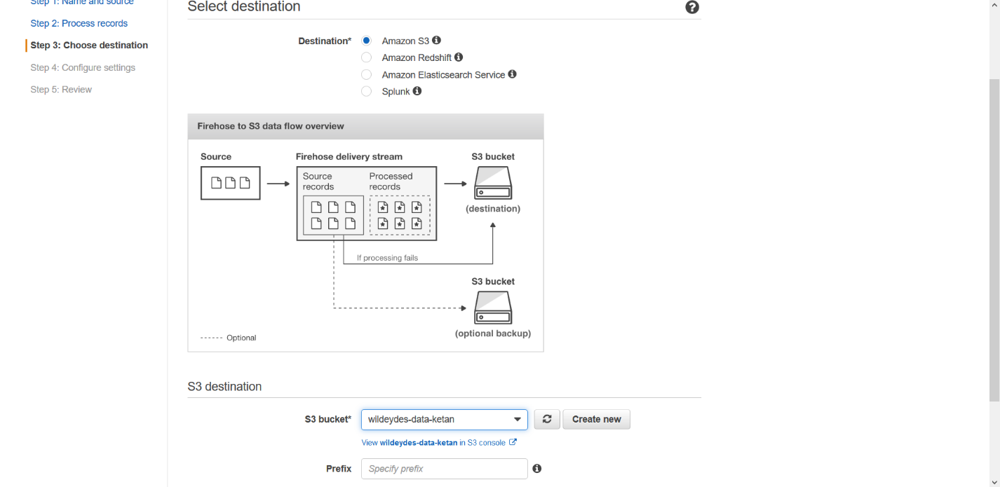 Step 1: Name and source
Step 2: Process records
Step 3: Choose destination
Step 4: Configure settings
Step 5: Review
Select destination
Destination*
Amazon S3
Amazon Redshift
Amazon Elasticsearch Service
Splunk
Firehose to S3 data flow overview
Source
Firehose delivery stream
S3 bucket
Source records
Processed records
(destination)
If processing fails
S3 bucket
(optional backup)
Optional
S3 destination
S3 bucket*
wildeydes-data-ketan
Create new
View wildeydes-data-ketan in S3 console
Prefix
Specify prefix